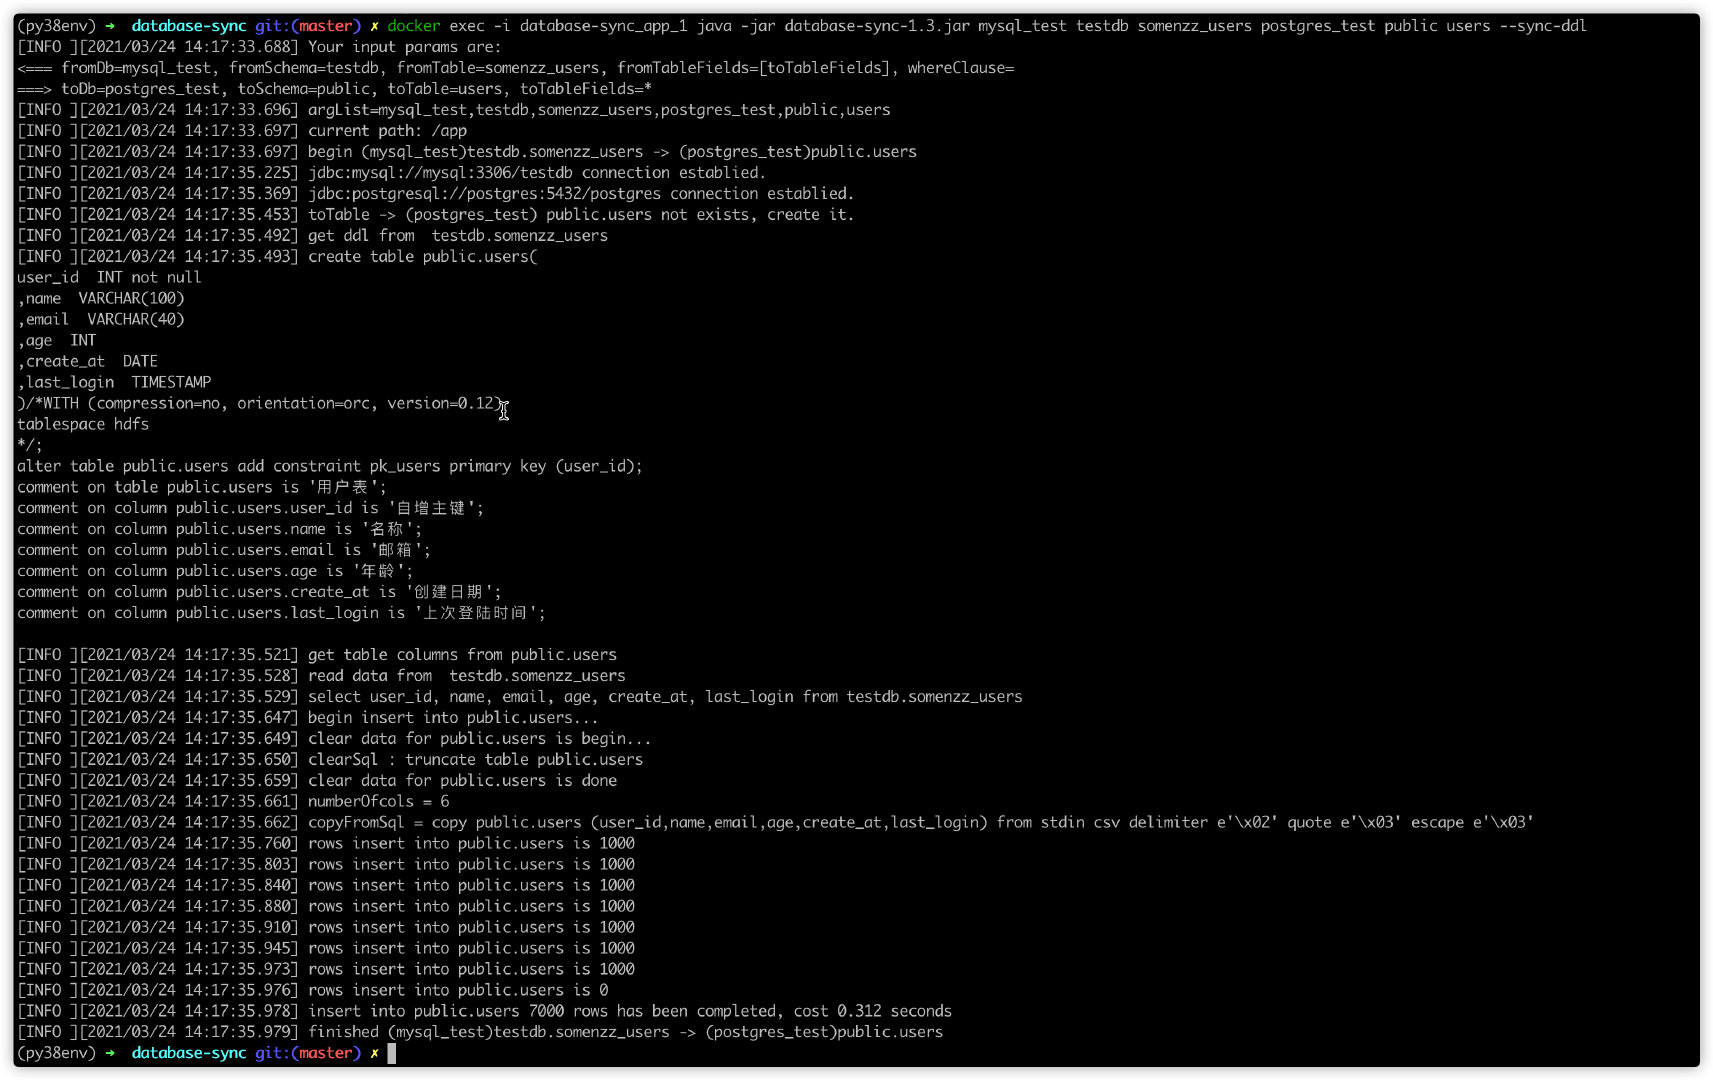 (py38env) ➜  database-sync git:(master) ✗ docker exec -i database-sync_app_1 java -jar database-sync-1.3.jar mysql_test testdb somenzz_users postgres_test public users --sync-ddl
[INFO ][2021/03/24 14:17:33.688] Your input params are:
<=== fromDb=mysql_test, fromSchema=testdb, fromTable=somenzz_users, fromTableFields=[toTableFields], whereClause=
===> toDb=postgres_test, toSchema=public, toTable=users, toTableFields=*
[INFO ][2021/03/24 14:17:33.696] argList=mysql_test,testdb,somenzz_users,postgres_test,public,users
[INFO ][2021/03/24 14:17:33.697] current path: /app
[INFO ][2021/03/24 14:17:33.697] begin (mysql_test)testdb.somenzz_users -> (postgres_test)public.users
[INFO ][2021/03/24 14:17:35.225] jdbc:mysql://mysql:3306/testdb connection establied.
[INFO ][2021/03/24 14:17:35.369] jdbc:postgresql://postgres:5432/postgres connection establied.
[INFO ][2021/03/24 14:17:35.453] toTable -> (postgres_test) public.users not exists, create it.
[INFO ][2021/03/24 14:17:35.492] get ddl from  testdb.somenzz_users
[INFO ][2021/03/24 14:17:35.493] create table public.users(
user_id  INT not null
,name  VARCHAR(100)
,email  VARCHAR(40)
,age  INT
,create_at  DATE
,last_login  TIMESTAMP
)/*WITH (compression=no, orientation=orc, version=0.12)
tablespace hdfs
*/;
alter table public.users add constraint pk_users primary key (user_id);
comment on table public.users is '用户表';
comment on column public.users.user_id is '自增主键';
comment on column public.users.name is '名称';
comment on column public.users.email is '邮箱';
comment on column public.users.age is '年龄';
comment on column public.users.create_at is '创建日期';
comment on column public.users.last_login is '上次登陆时间';
[INFO ][2021/03/24 14:17:35.521] get table columns from public.users
[INFO ][2021/03/24 14:17:35.528] read data from  testdb.somenzz_users
[INFO ][2021/03/24 14:17:35.529] select user_id, name, email, age, create_at, last_login from testdb.somenzz_users
[INFO ][2021/03/24 14:17:35.647] begin insert into public.users...
[INFO ][2021/03/24 14:17:35.649] clear data for public.users is begin...
[INFO ][2021/03/24 14:17:35.650] clearSql : truncate table public.users
[INFO ][2021/03/24 14:17:35.659] clear data for public.users is done
[INFO ][2021/03/24 14:17:35.661] numberOfcols = 6
[INFO ][2021/03/24 14:17:35.662] copyFromSql = copy public.users (user_id,name,email,age,create_at,last_login) from stdin csv delimiter e'\x02' quote e'\x03' escape e'\x03'
[INFO ][2021/03/24 14:17:35.760] rows insert into public.users is 1000
[INFO ][2021/03/24 14:17:35.803] rows insert into public.users is 1000
[INFO ][2021/03/24 14:17:35.840] rows insert into public.users is 1000
[INFO ][2021/03/24 14:17:35.880] rows insert into public.users is 1000
[INFO ][2021/03/24 14:17:35.910] rows insert into public.users is 1000
[INFO ][2021/03/24 14:17:35.945] rows insert into public.users is 1000
[INFO ][2021/03/24 14:17:35.973] rows insert into public.users is 1000
[INFO ][2021/03/24 14:17:35.976] rows insert into public.users is 0
[INFO ][2021/03/24 14:17:35.978] insert into public.users 7000 rows has been completed, cost 0.312 seconds
[INFO ][2021/03/24 14:17:35.979] finished (mysql_test)testdb.somenzz_users -> (postgres_test)public.users
(py38env) ➜  database-sync git:(master) ✗